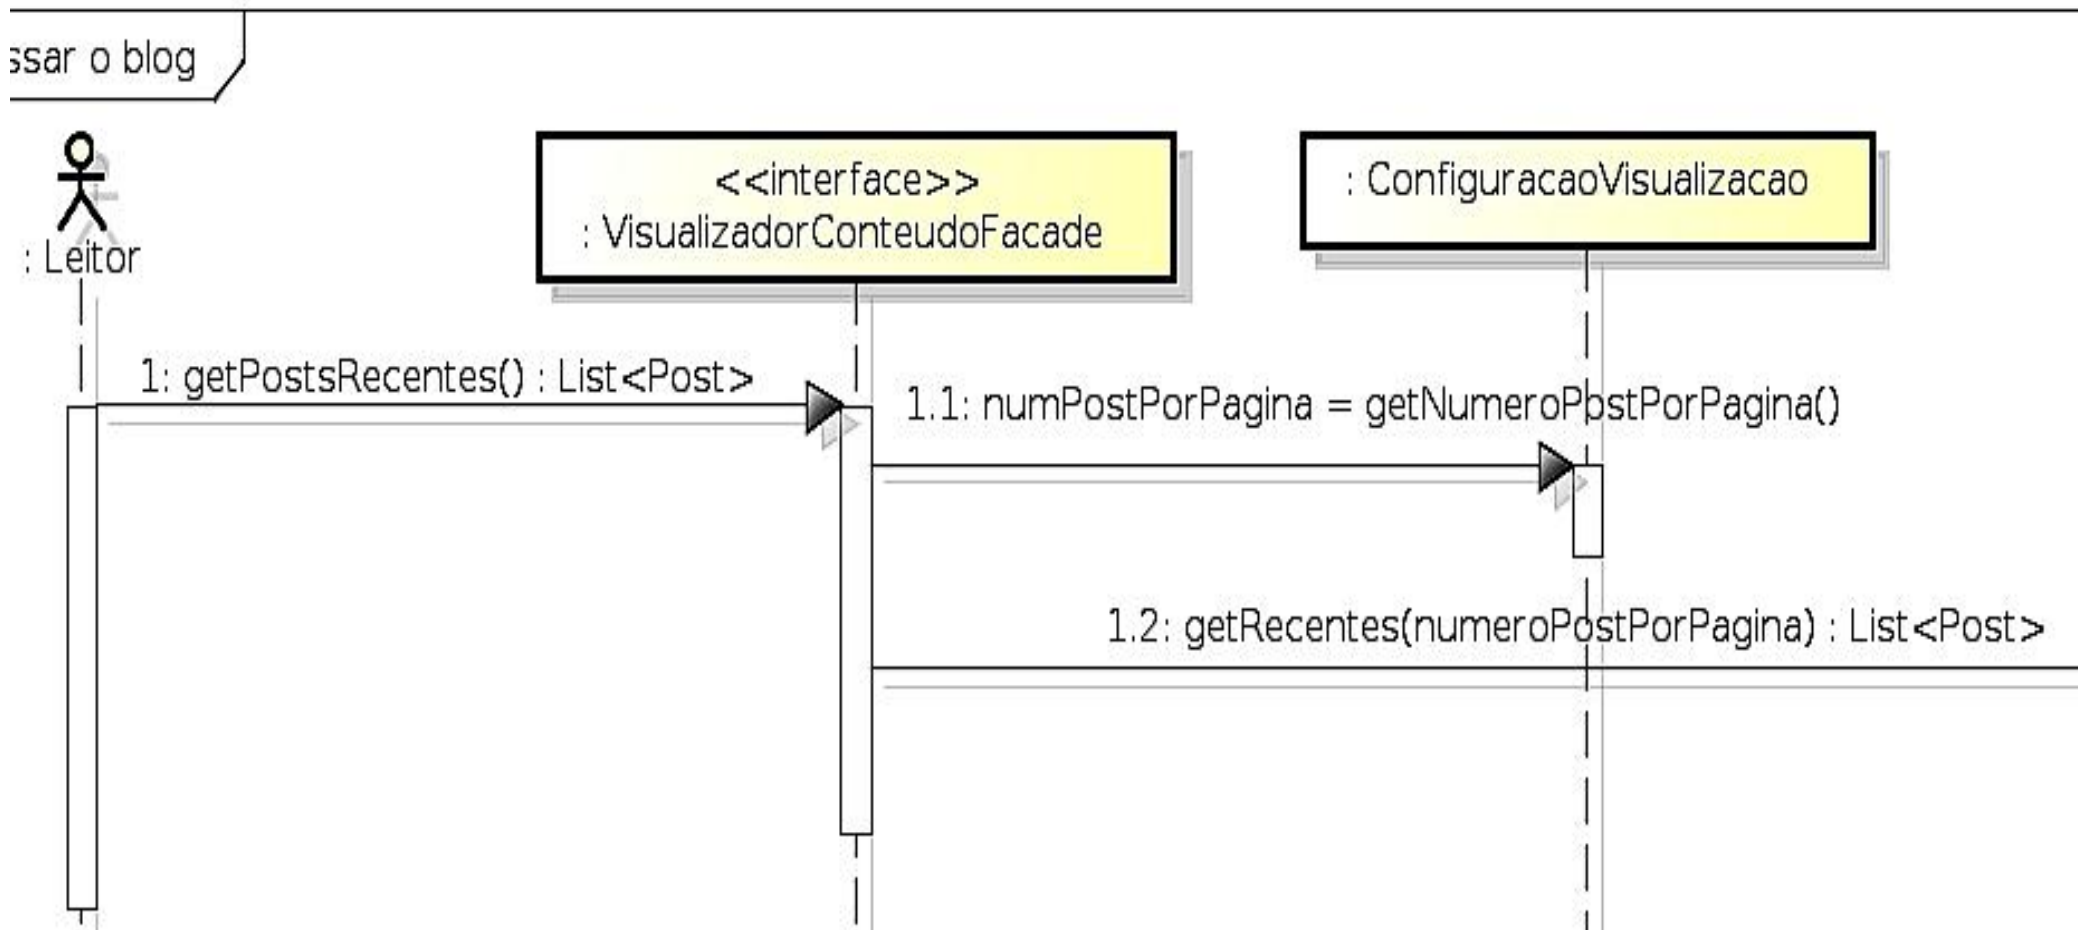 ssar o blog
: Leitor
<<interface>>
: VisualizadorConteudoFacade
: ConfiguracaoVisualizacao
1: getPostsRecentes() : List<Post>
1.1: numPostPorPagina = getNumeroPostPorPagina()
1.2: getRecentes(numeroPostPorPagina) : List<Post>